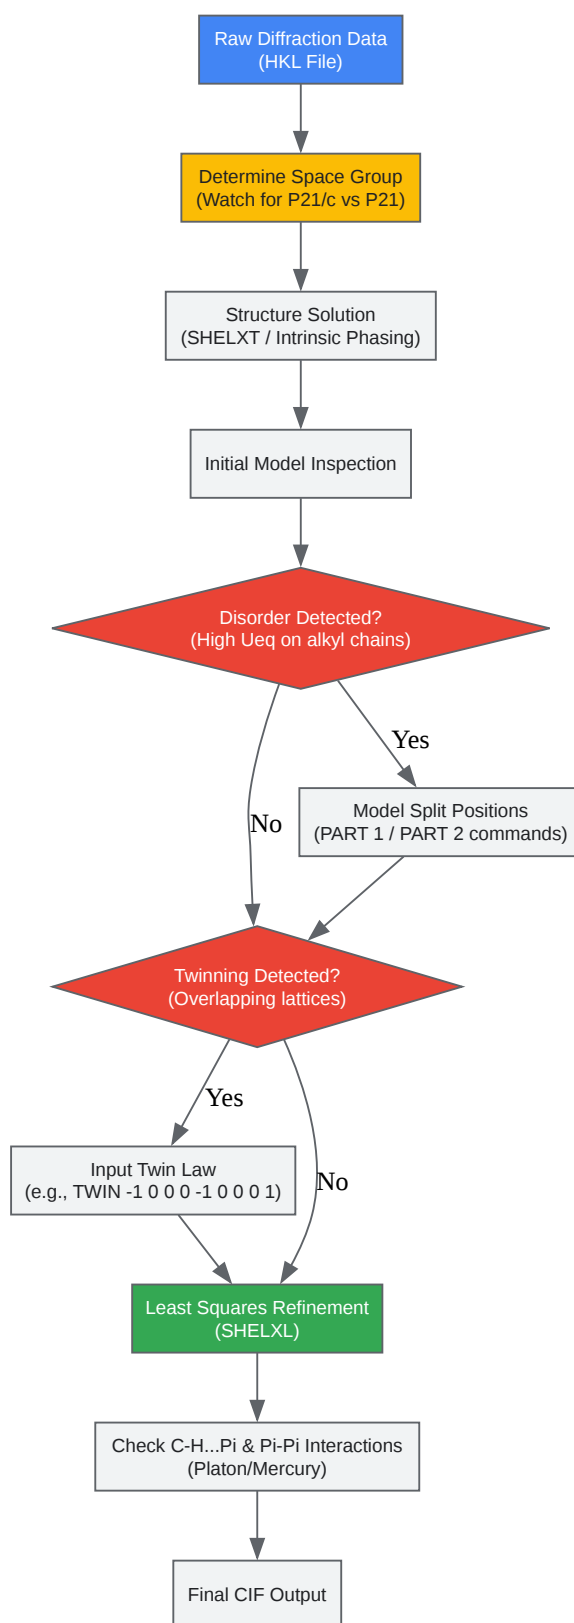 Raw Diffraction Data
(HKL File)
Determine Space Group
(Watch for P21/c vs P21)
Structure Solution
(SHELXT / Intrinsic Phasing)
Initial Model Inspection
Disorder Detected?
(High Ueq on alkyl chains)
Yes
Model Split Positions
(PART 1 / PART 2 commands)
No
Twinning Detected?
(Overlapping lattices)
Yes
Input Twin Law
(e.g., TWIN -1 0 0 0 -1 0 0 0 1)
No
Least Squares Refinement
(SHELXL)
Check C-H...Pi & Pi-Pi Interactions
(Platon/Mercury)
Final CIF Output